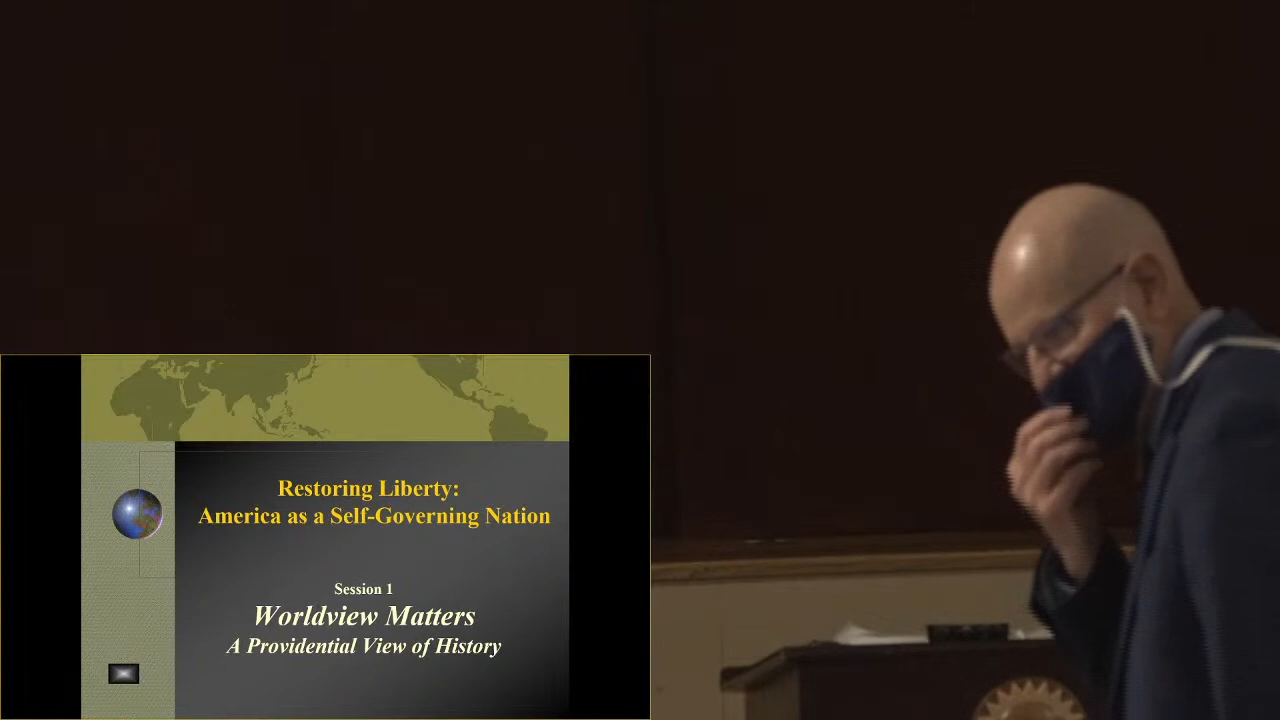 Restoring Liberty:
America as a Self-Governing Nation
Session 1
Worldview Matters
A Providential View of History